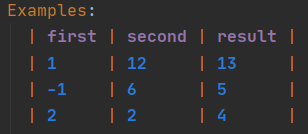 Examples:
| first | second | result |
| 1 | 12 | 13 |
| -1 | 6 | 5 |
| 2 | 2 | 4 |